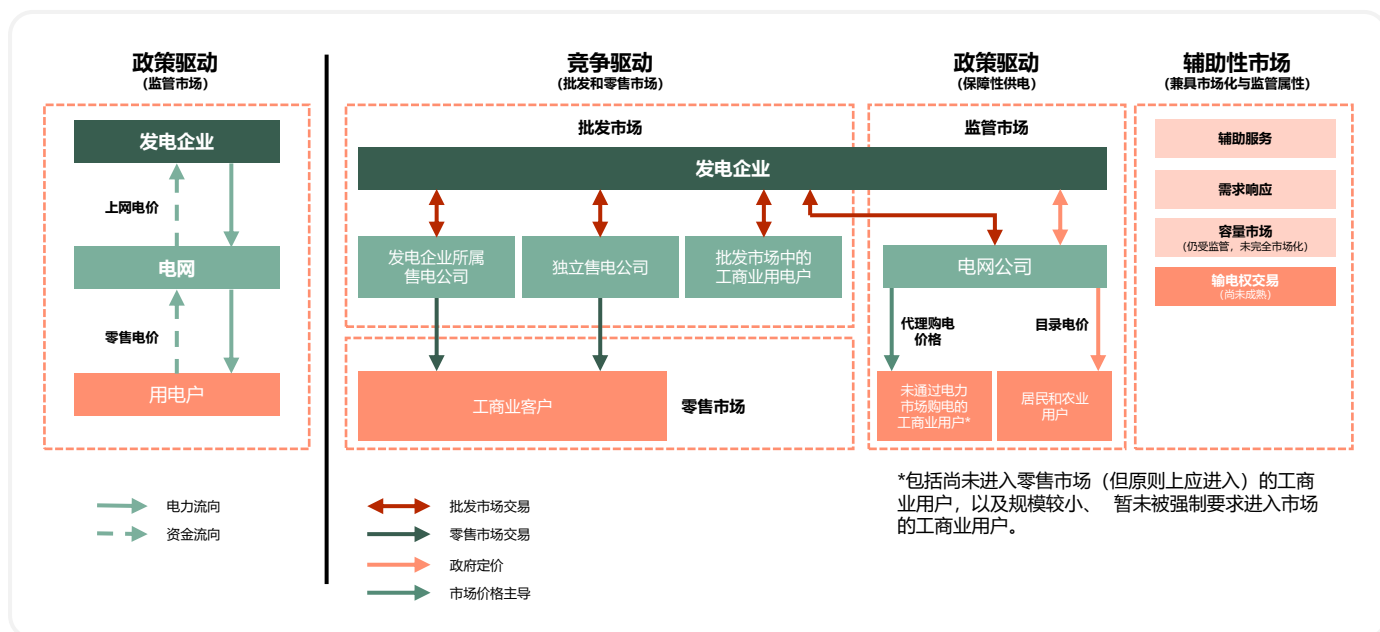 政策驱动
(监管市场)
发电企业
上网电价
电网
零售电价
用电户
电力流向
资金流向
竞争驱动
(批发和零售市场)
批发市场
政策驱动
(保障性供电)
监管市场
发电企业
发电企业所属
售电公司
独立售电公司
批发市场中的
工商业用电户
电网公司
代理购电
价格
目录电价
工商业客户
零售市场
未通过电力
市场购电的
工商业用户*
居民和农业
用户
批发市场交易
零售市场交易
政府定价
市场价格主导
*包括尚未进入零售市场（但原则上应进入）的工商
业用户，以及规模较小、 暂未被强制要求进入市场
的工商业用户。
辅助性市场
(兼具市场化与监管属性)
辅助服务
需求响应
容量市场
(仍受监管，未完全市场化)
输电权交易
(尚未成熟)